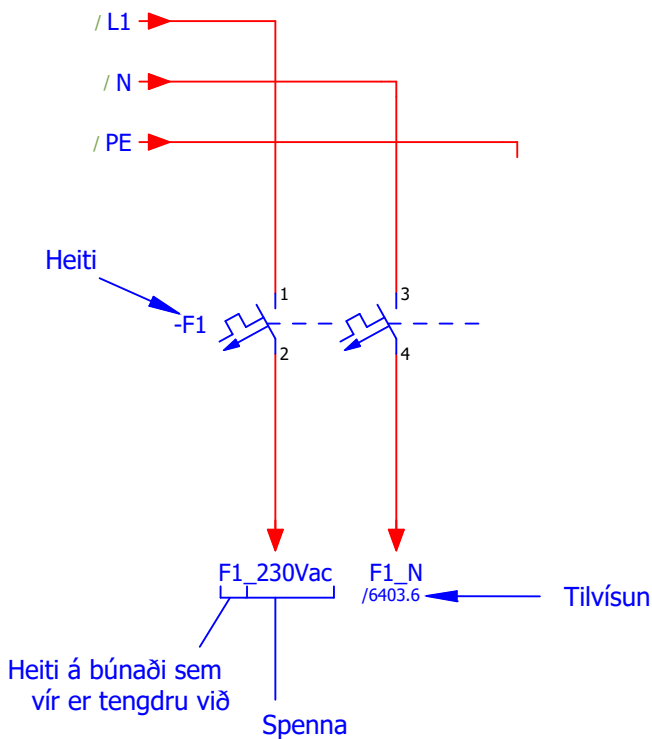 / L1
/ N
/ PE
Heiti
-F1
1
3
2
4
F1_230Vac
F1_N
/6403.6
Tilvísun
Heiti á búnaði sem
vír er tengdru við
Spenna